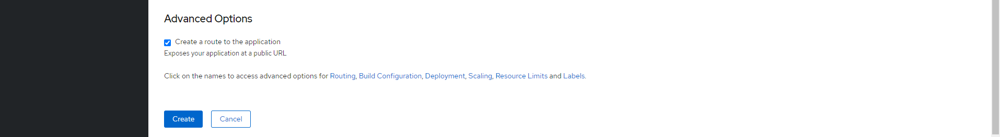 Advanced Options
Create a route to the application
Exposes your application at a public URL
Click on the names to access advanced options for Routing, Build Configuration, Deployment, Scaling, Resource Limits and Labels.
Create Cancel